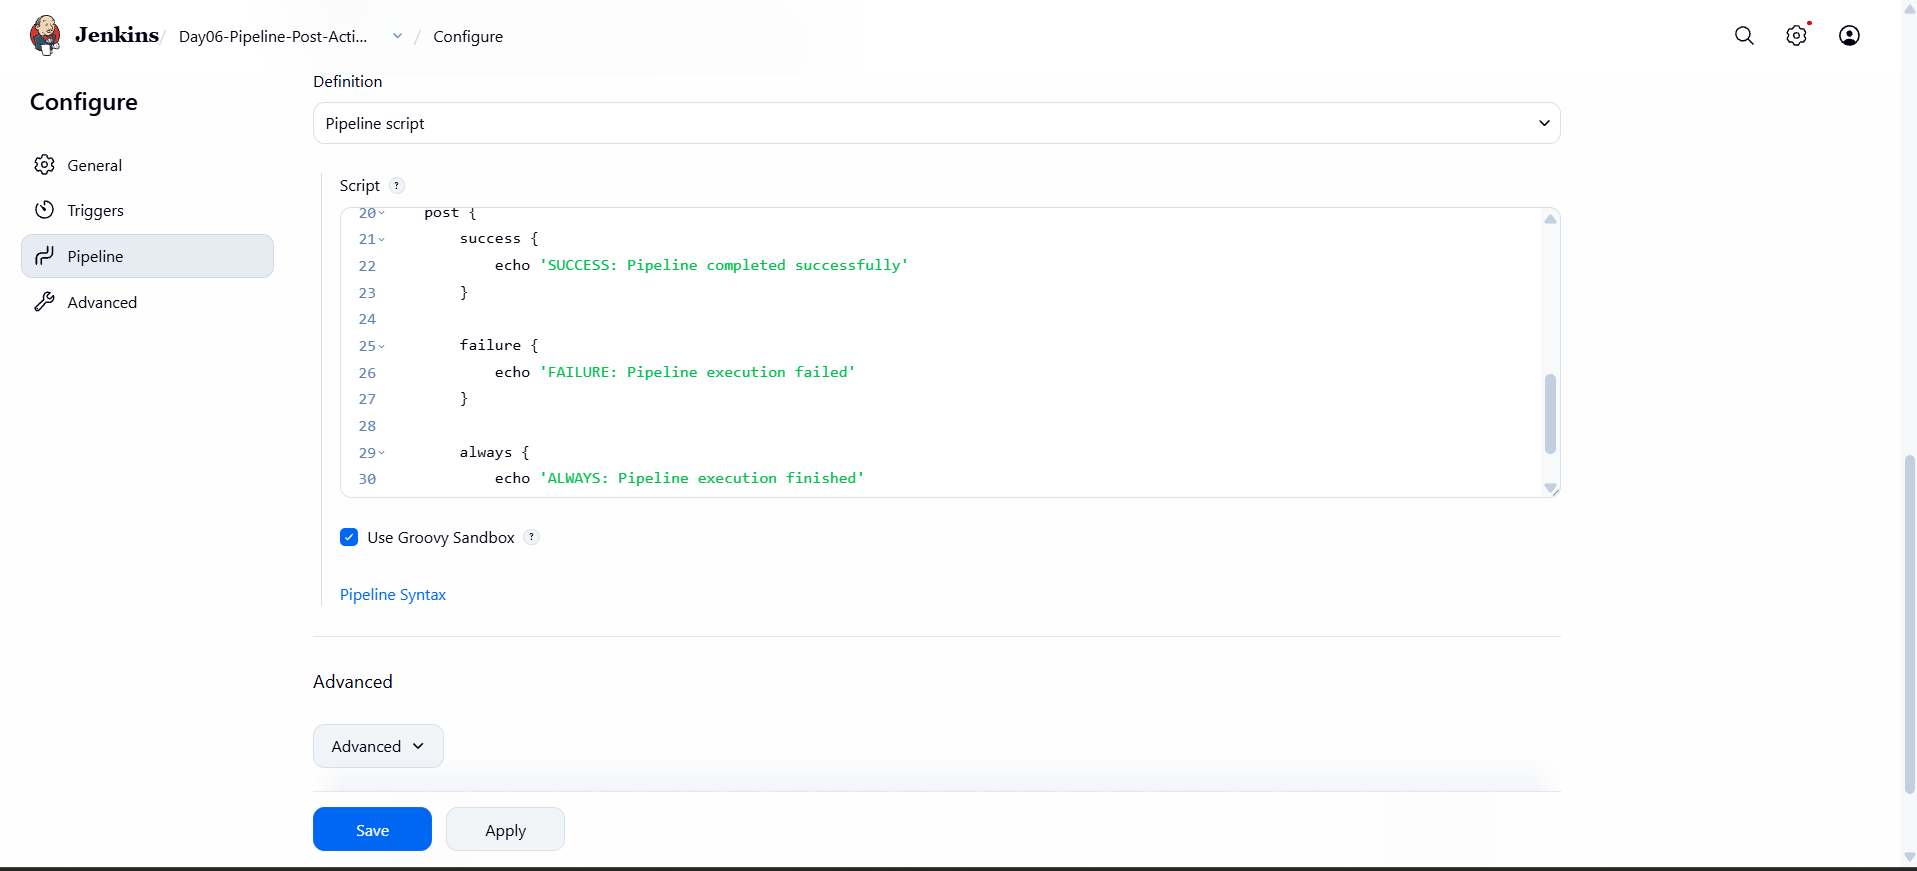 Jenkins / Day06-Pipeline-Post-Acti... / Configure
Configure
General
Triggers
Pipeline
Advanced
Definition
Pipeline script
Script ?
20 post {
21 success {
22 echo 'SUCCESS: Pipeline completed successfully'
23 }
24
25 failure {
26 echo 'FAILURE: Pipeline execution failed'
27 }
28
29 always {
30 echo 'ALWAYS: Pipeline execution finished'
Use Groovy Sandbox ?
Pipeline Syntax
Advanced
Advanced
Save Apply